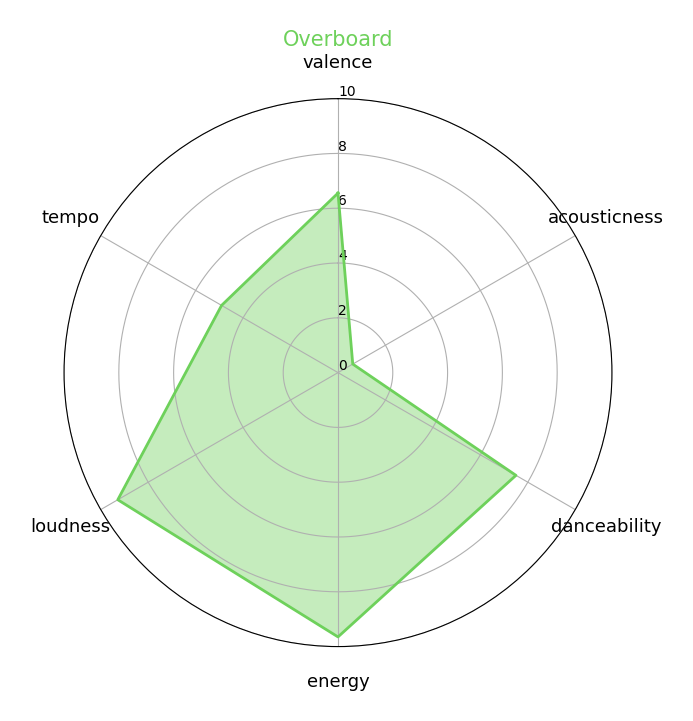 Overboard
valence
10
8
6
4
2
0
tempo
acousticness
loudness
danceability
energy